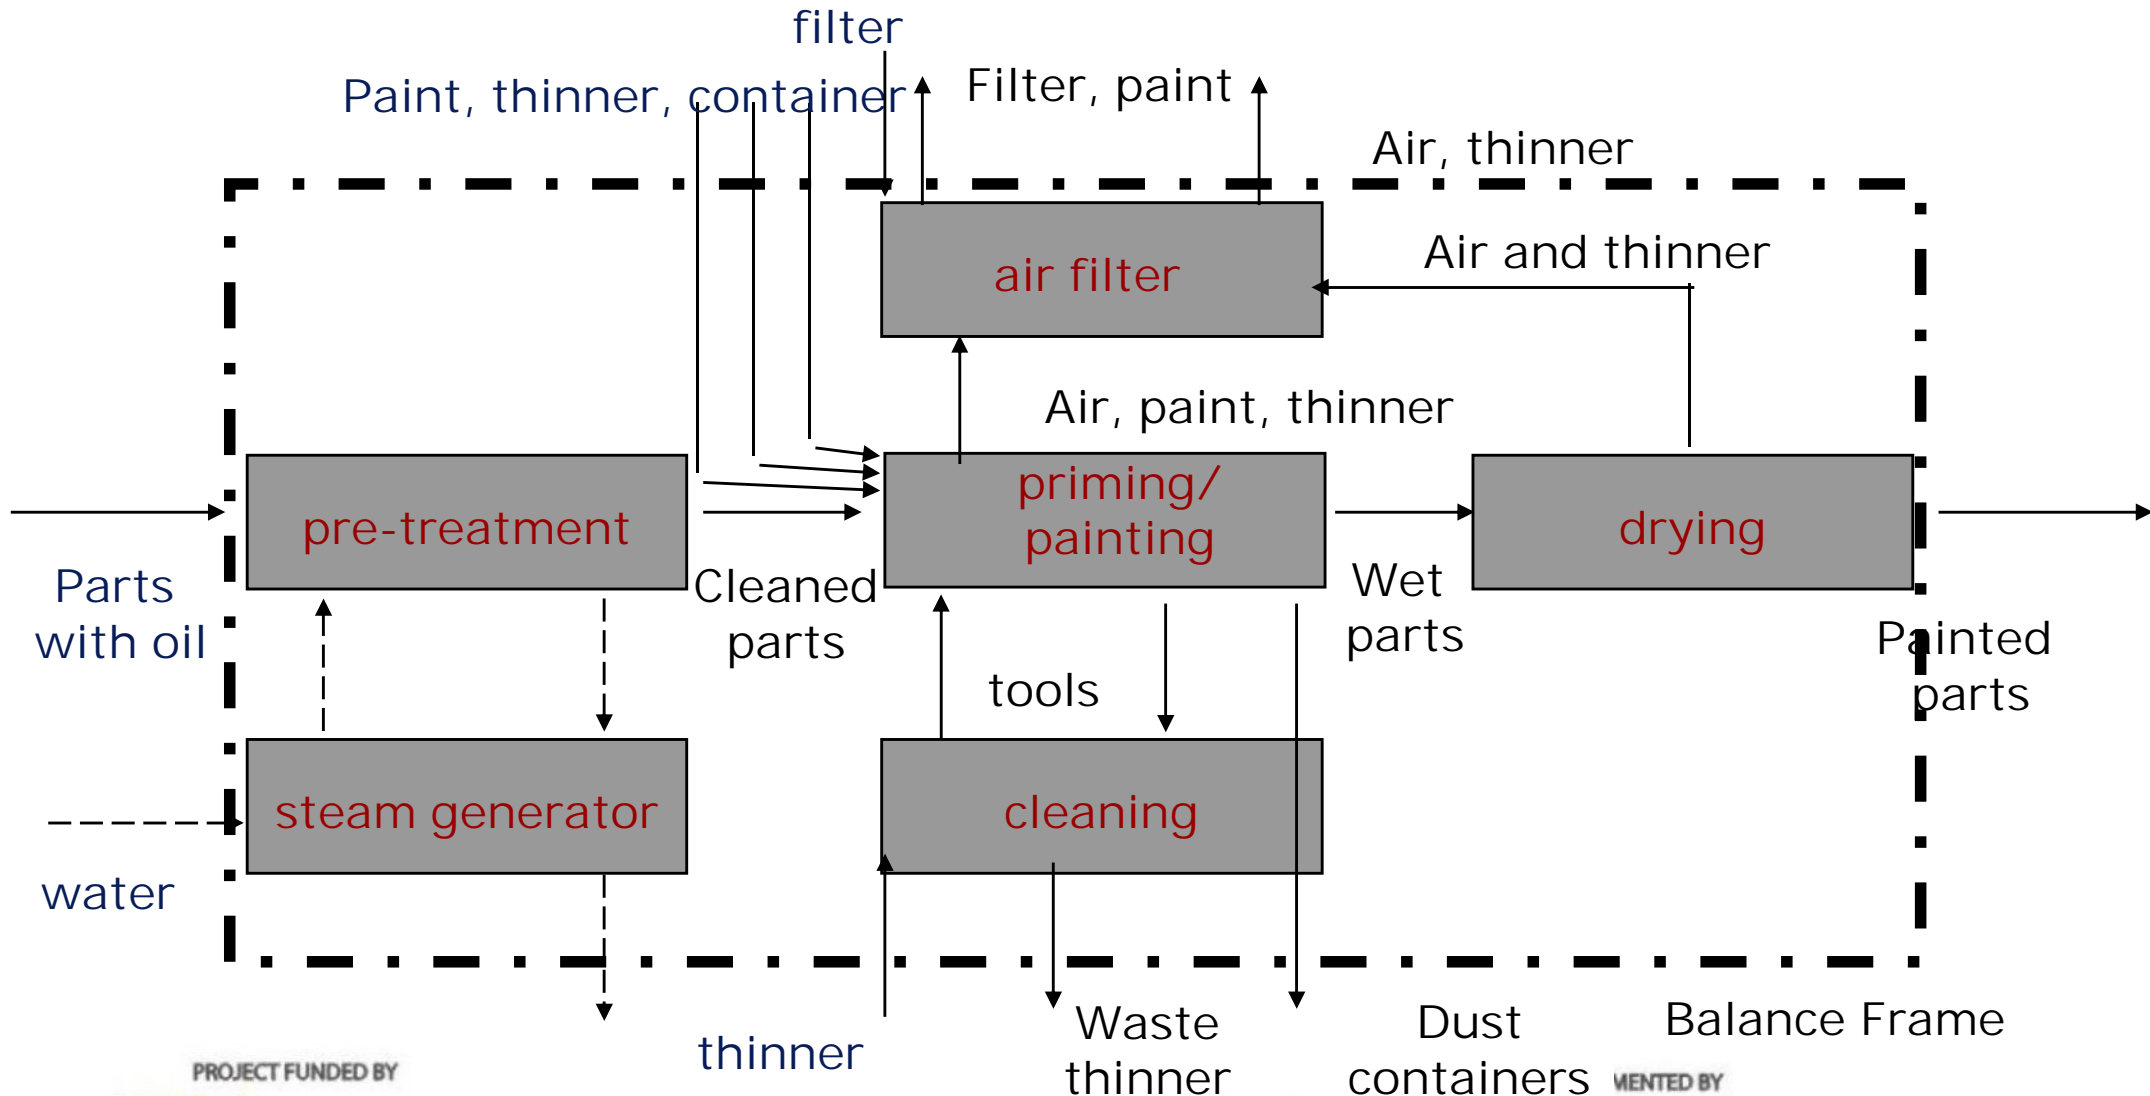 filter
Paint, thinner, container
Filter, paint
Air, thinner
Air and thinner
air filter
Air, paint, thinner
pre-treatment
priming/
painting
drying
Parts
with oil
Cleaned
parts
Wet
parts
Painted
parts
tools
steam generator
cleaning
water
thinner
Waste
thinner
Dust
containers
Balance Frame
PROJECT FUNDED BY
MENTED BY